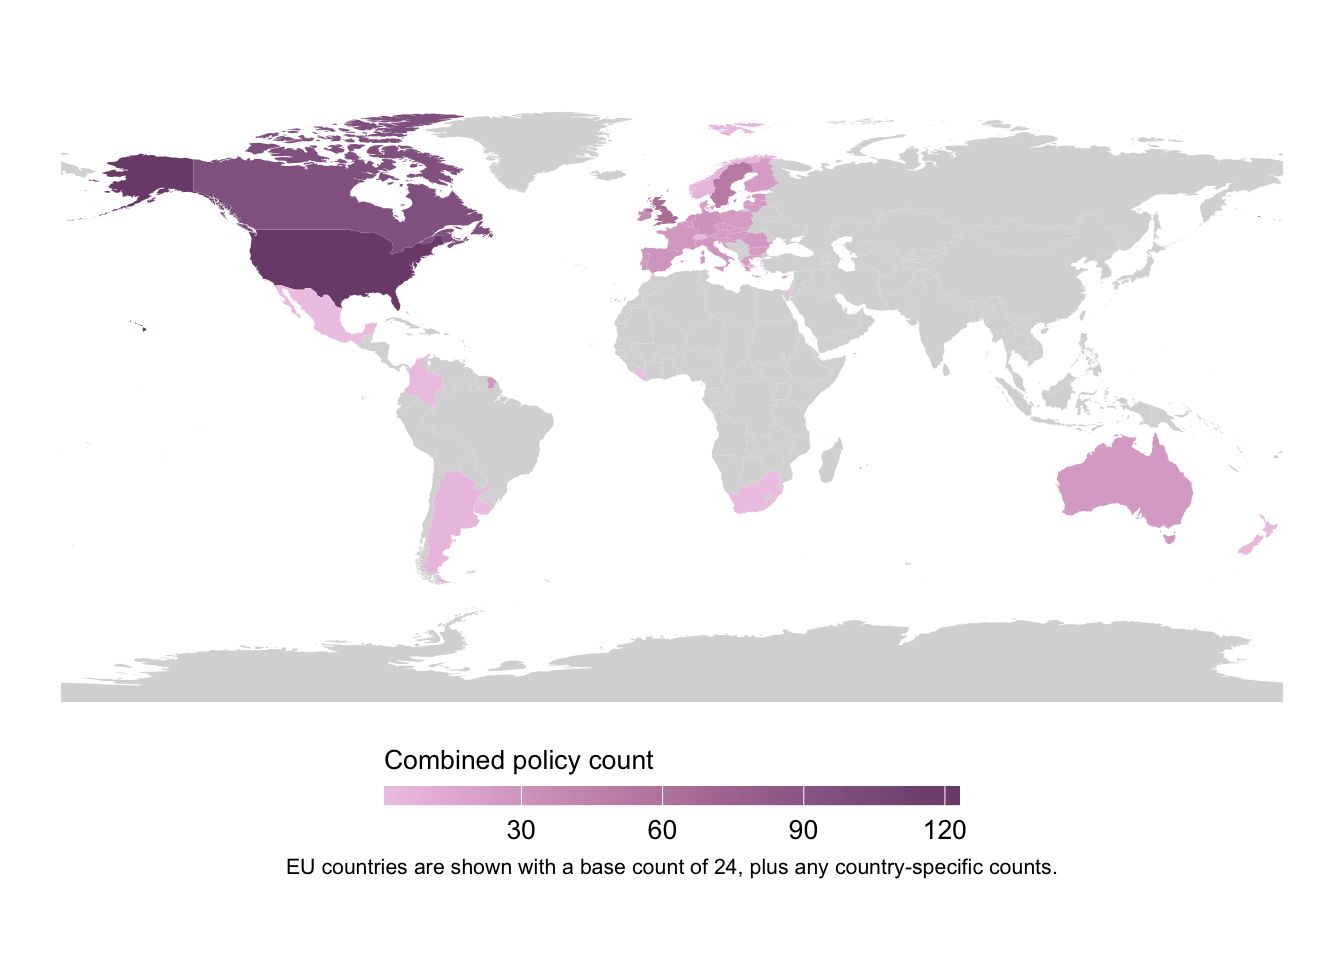 Combined policy count
30 60 90 120
EU countries are shown with a base count of 24, plus any country-specific counts.